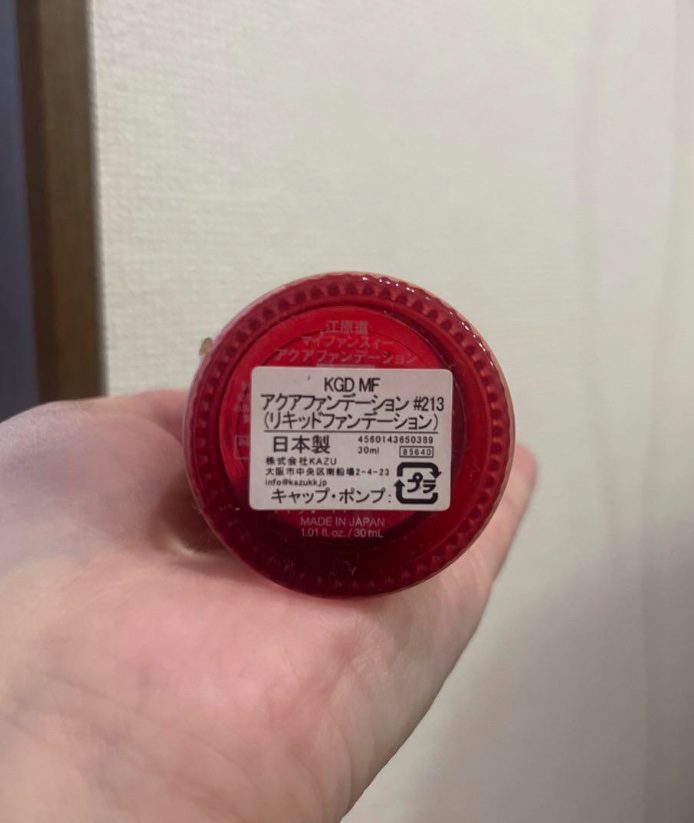 江原道
マイファンスィー
アクアファンデーション
KGD MF
アクアファンデーション #213
(リキッドファンデーション)
日本製 4560143650389
30ml 85640
株式会社KAZU
大阪市中央区南船場2-4-23
info@kazukk.jp
キャップ・ポンプ: プラ
MADE IN JAPAN
1.01 fl. oz. / 30 mL